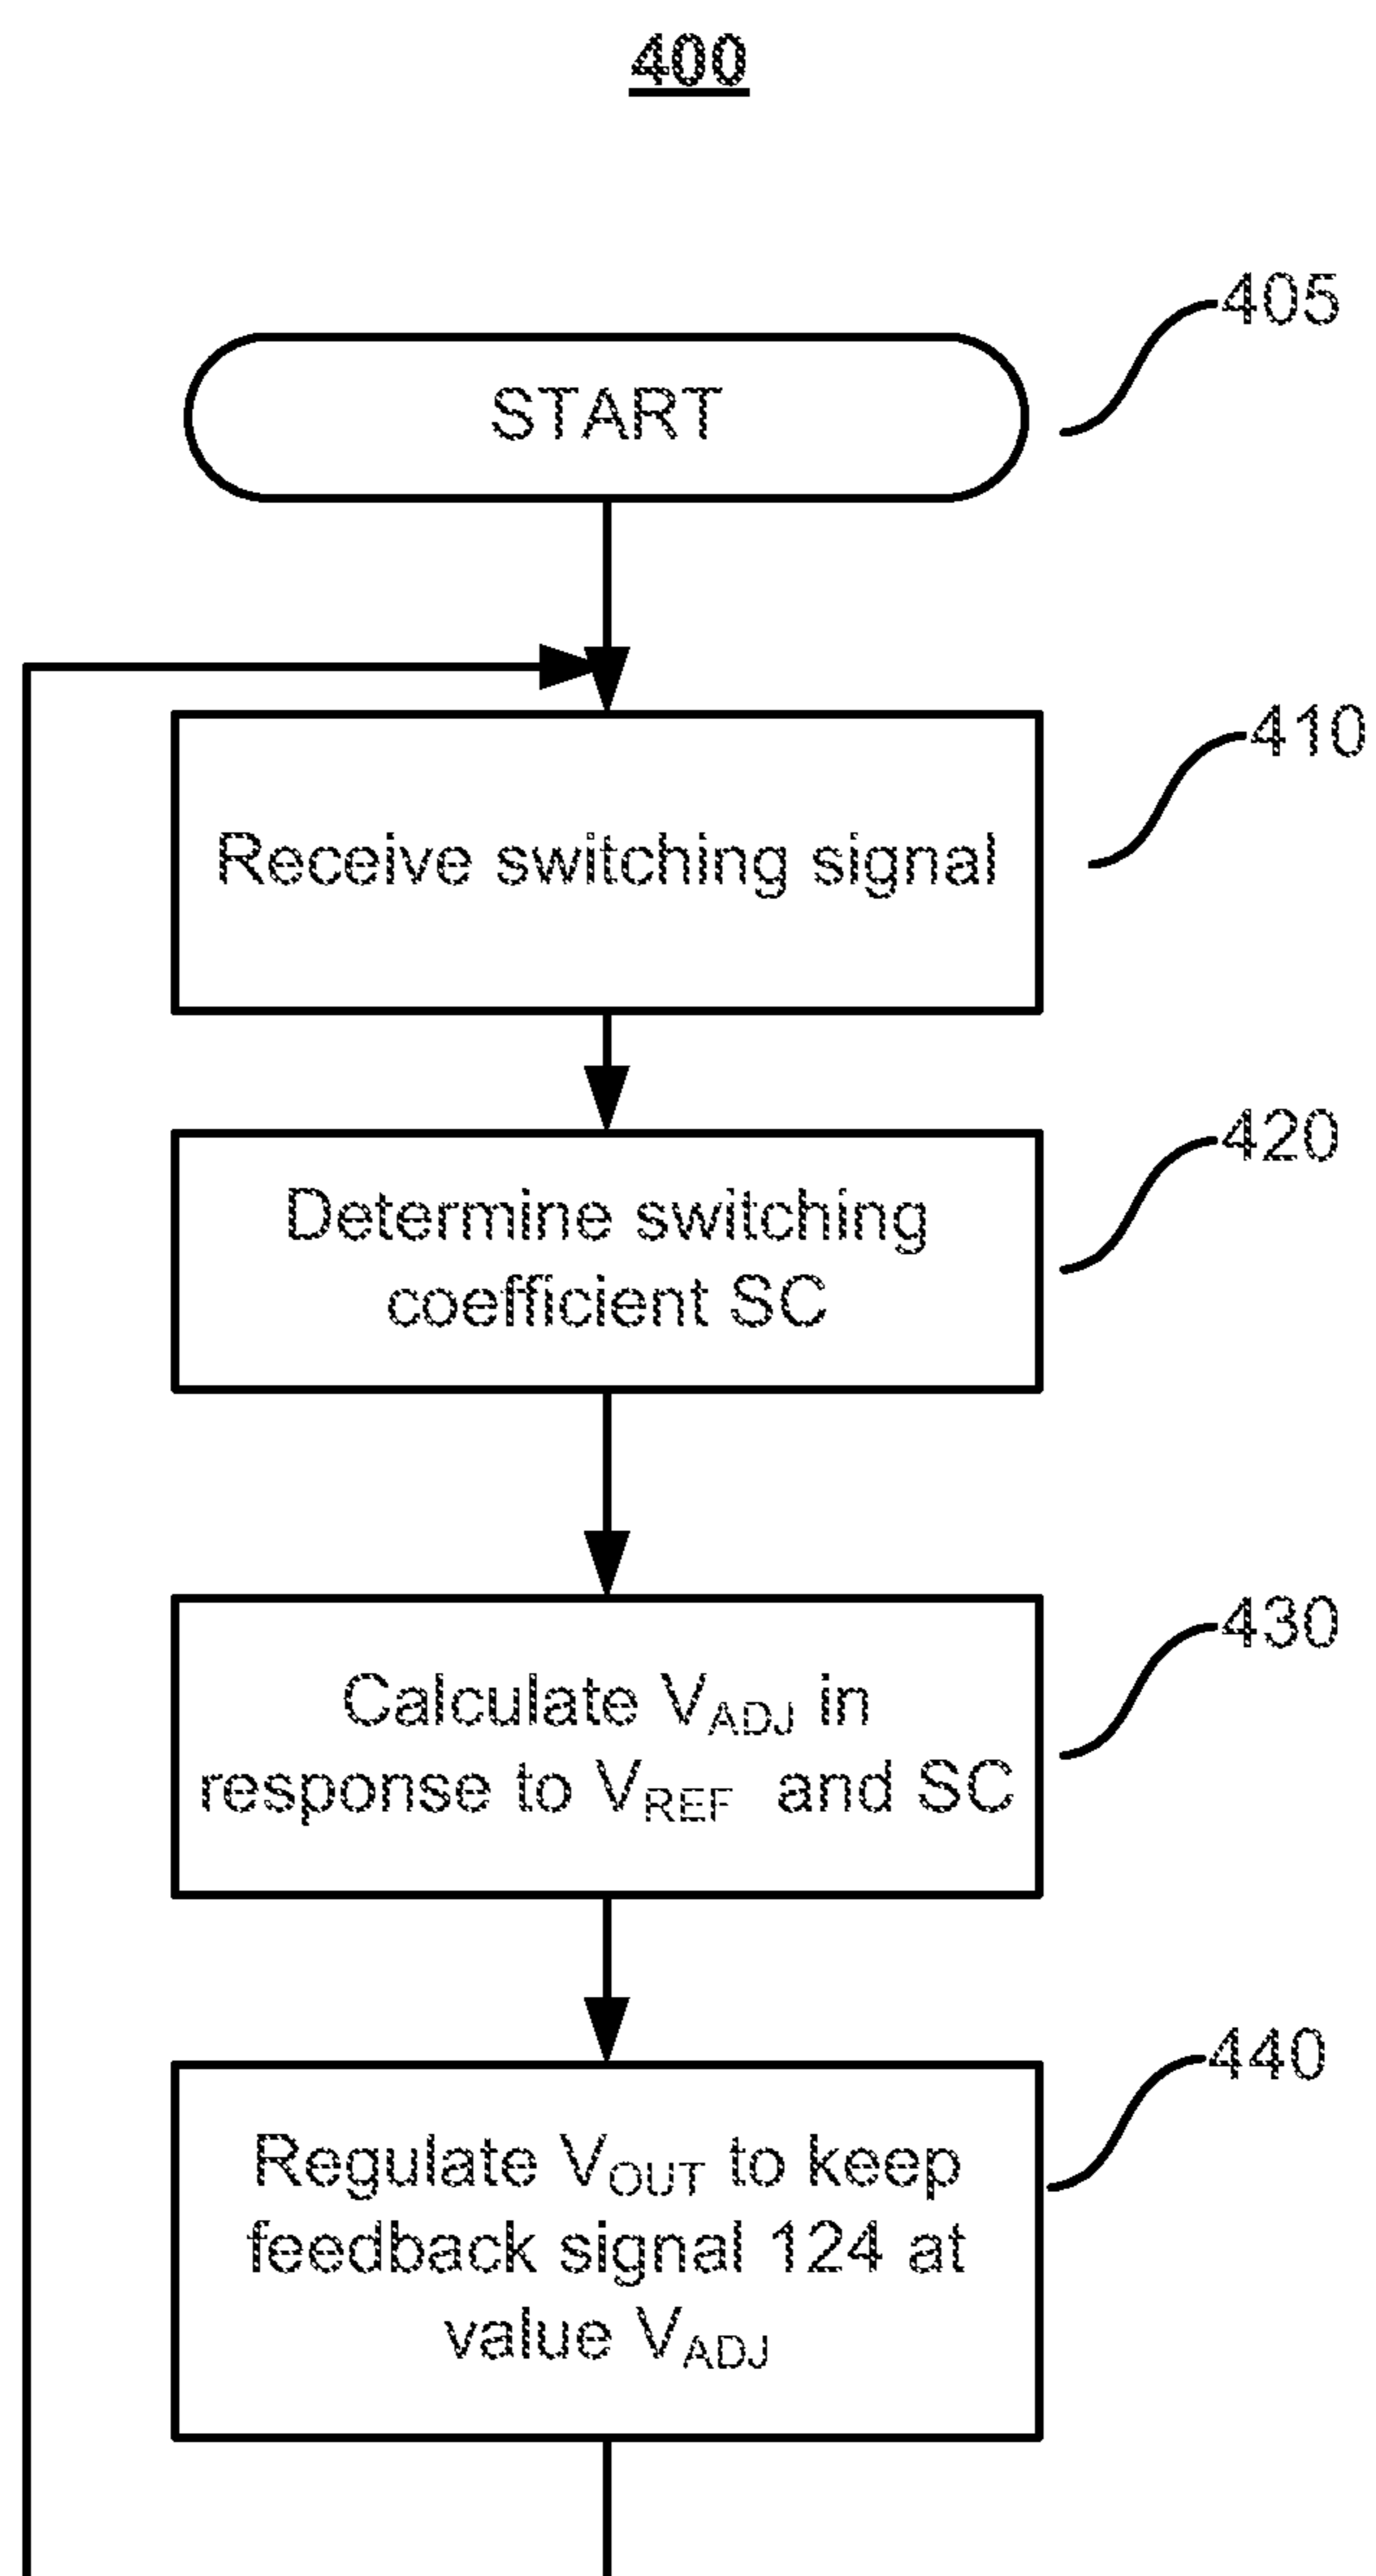 400
START
405
Receive switching signal
410
Determine switching
coefficient SC
420
Calculate VADJ in
response to VREF and SC
430
Regulate VOUT to keep
feedback signal 124 at
value VADJ
440